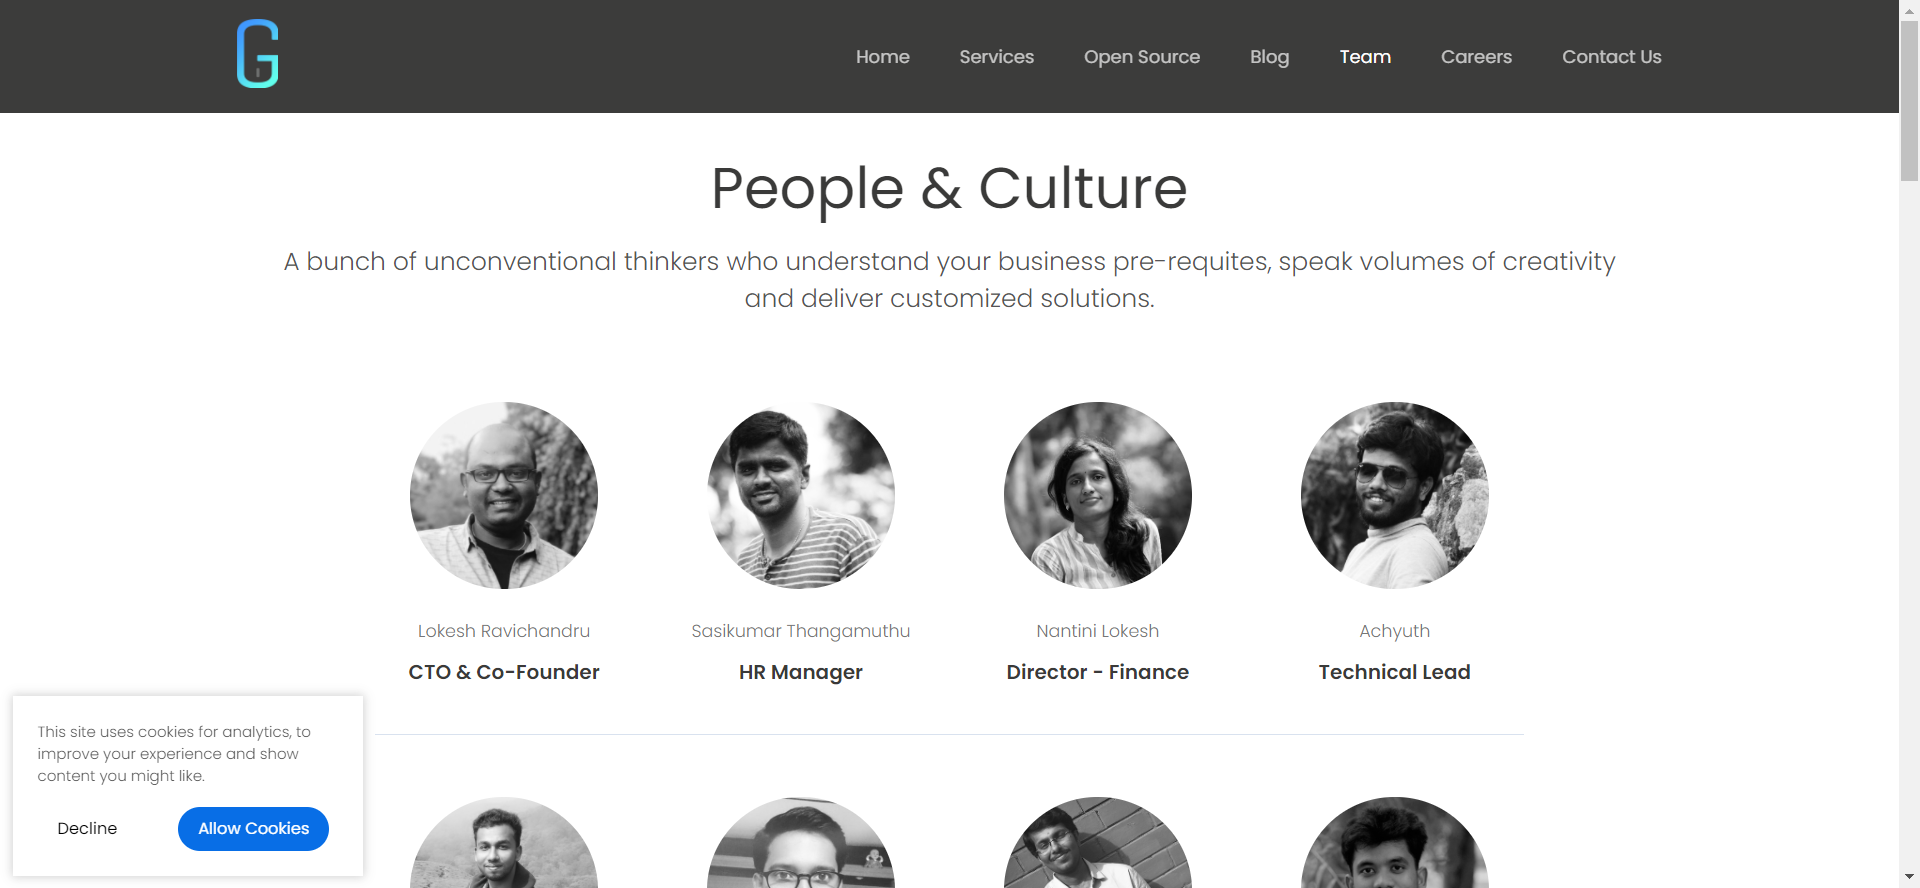 G
Home Services Open Source Blog Team Careers Contact Us
People & Culture
A bunch of unconventional thinkers who understand your business pre-requites, speak volumes of creativity
and deliver customized solutions.
Lokesh Ravichandru Sasikumar Thangamuthu Nantini Lokesh Achyuth
CTO & Co-Founder HR Manager Director - Finance Technical Lead
This site uses cookies for analytics, to
improve your experience and show
content you might like.
Decline Allow Cookies